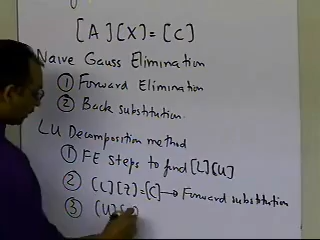 [A][X]=[C]
Naive Gauss Elimination
① Forward Elimination
② Back substitution
LU Decomposition method
① FE steps to find [L][U]
② [L][Z]=[C] → Forward substitution
③ [U]